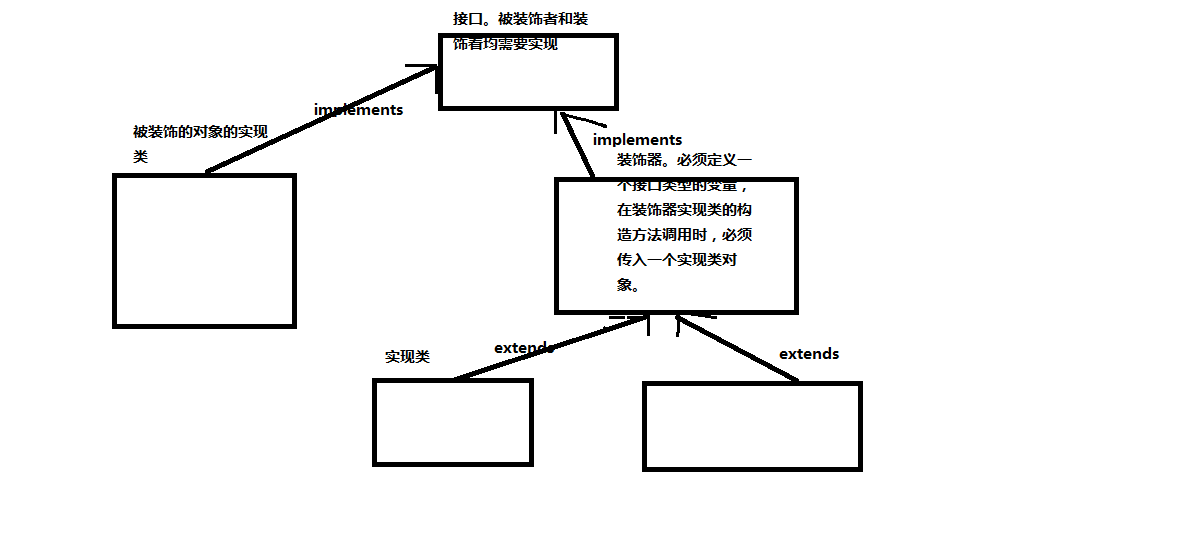 接口。被装饰者和装
饰着均需要实现
implements
被装饰的对象的实现
类
implements
装饰器。必须定义一
个接口类型的变量，
在装饰器实现类的构
造方法调用时，必须
传入一个实现类对
象。
实现类
extends
extends